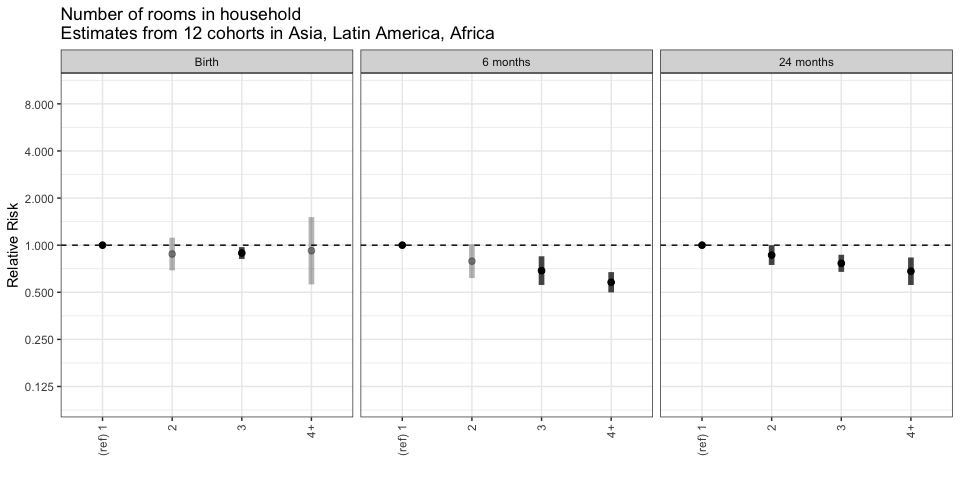 Number of rooms in household
Estimates from 12 cohorts in Asia, Latin America, Africa
Birth
6 months
24 months
Relative Risk
8.000
4.000
2.000
1.000
0.500
0.250
0.125
(ref) 1
2
3
4+
(ref) 1
2
3
4+
(ref) 1
2
3
4+